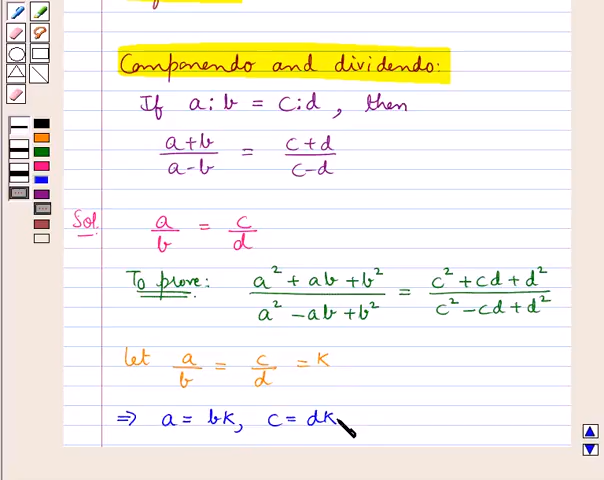 Componendo and dividendo:
If a:b = c:d, then
(a+b)/(a-b) = (c+d)/(c-d)
Sol. a/b = c/d
To prove: (a² + ab + b²)/(a² - ab + b²) = (c² + cd + d²)/(c² - cd + d²)
let a/b = c/d = K
⇒ a = bK, c = dK